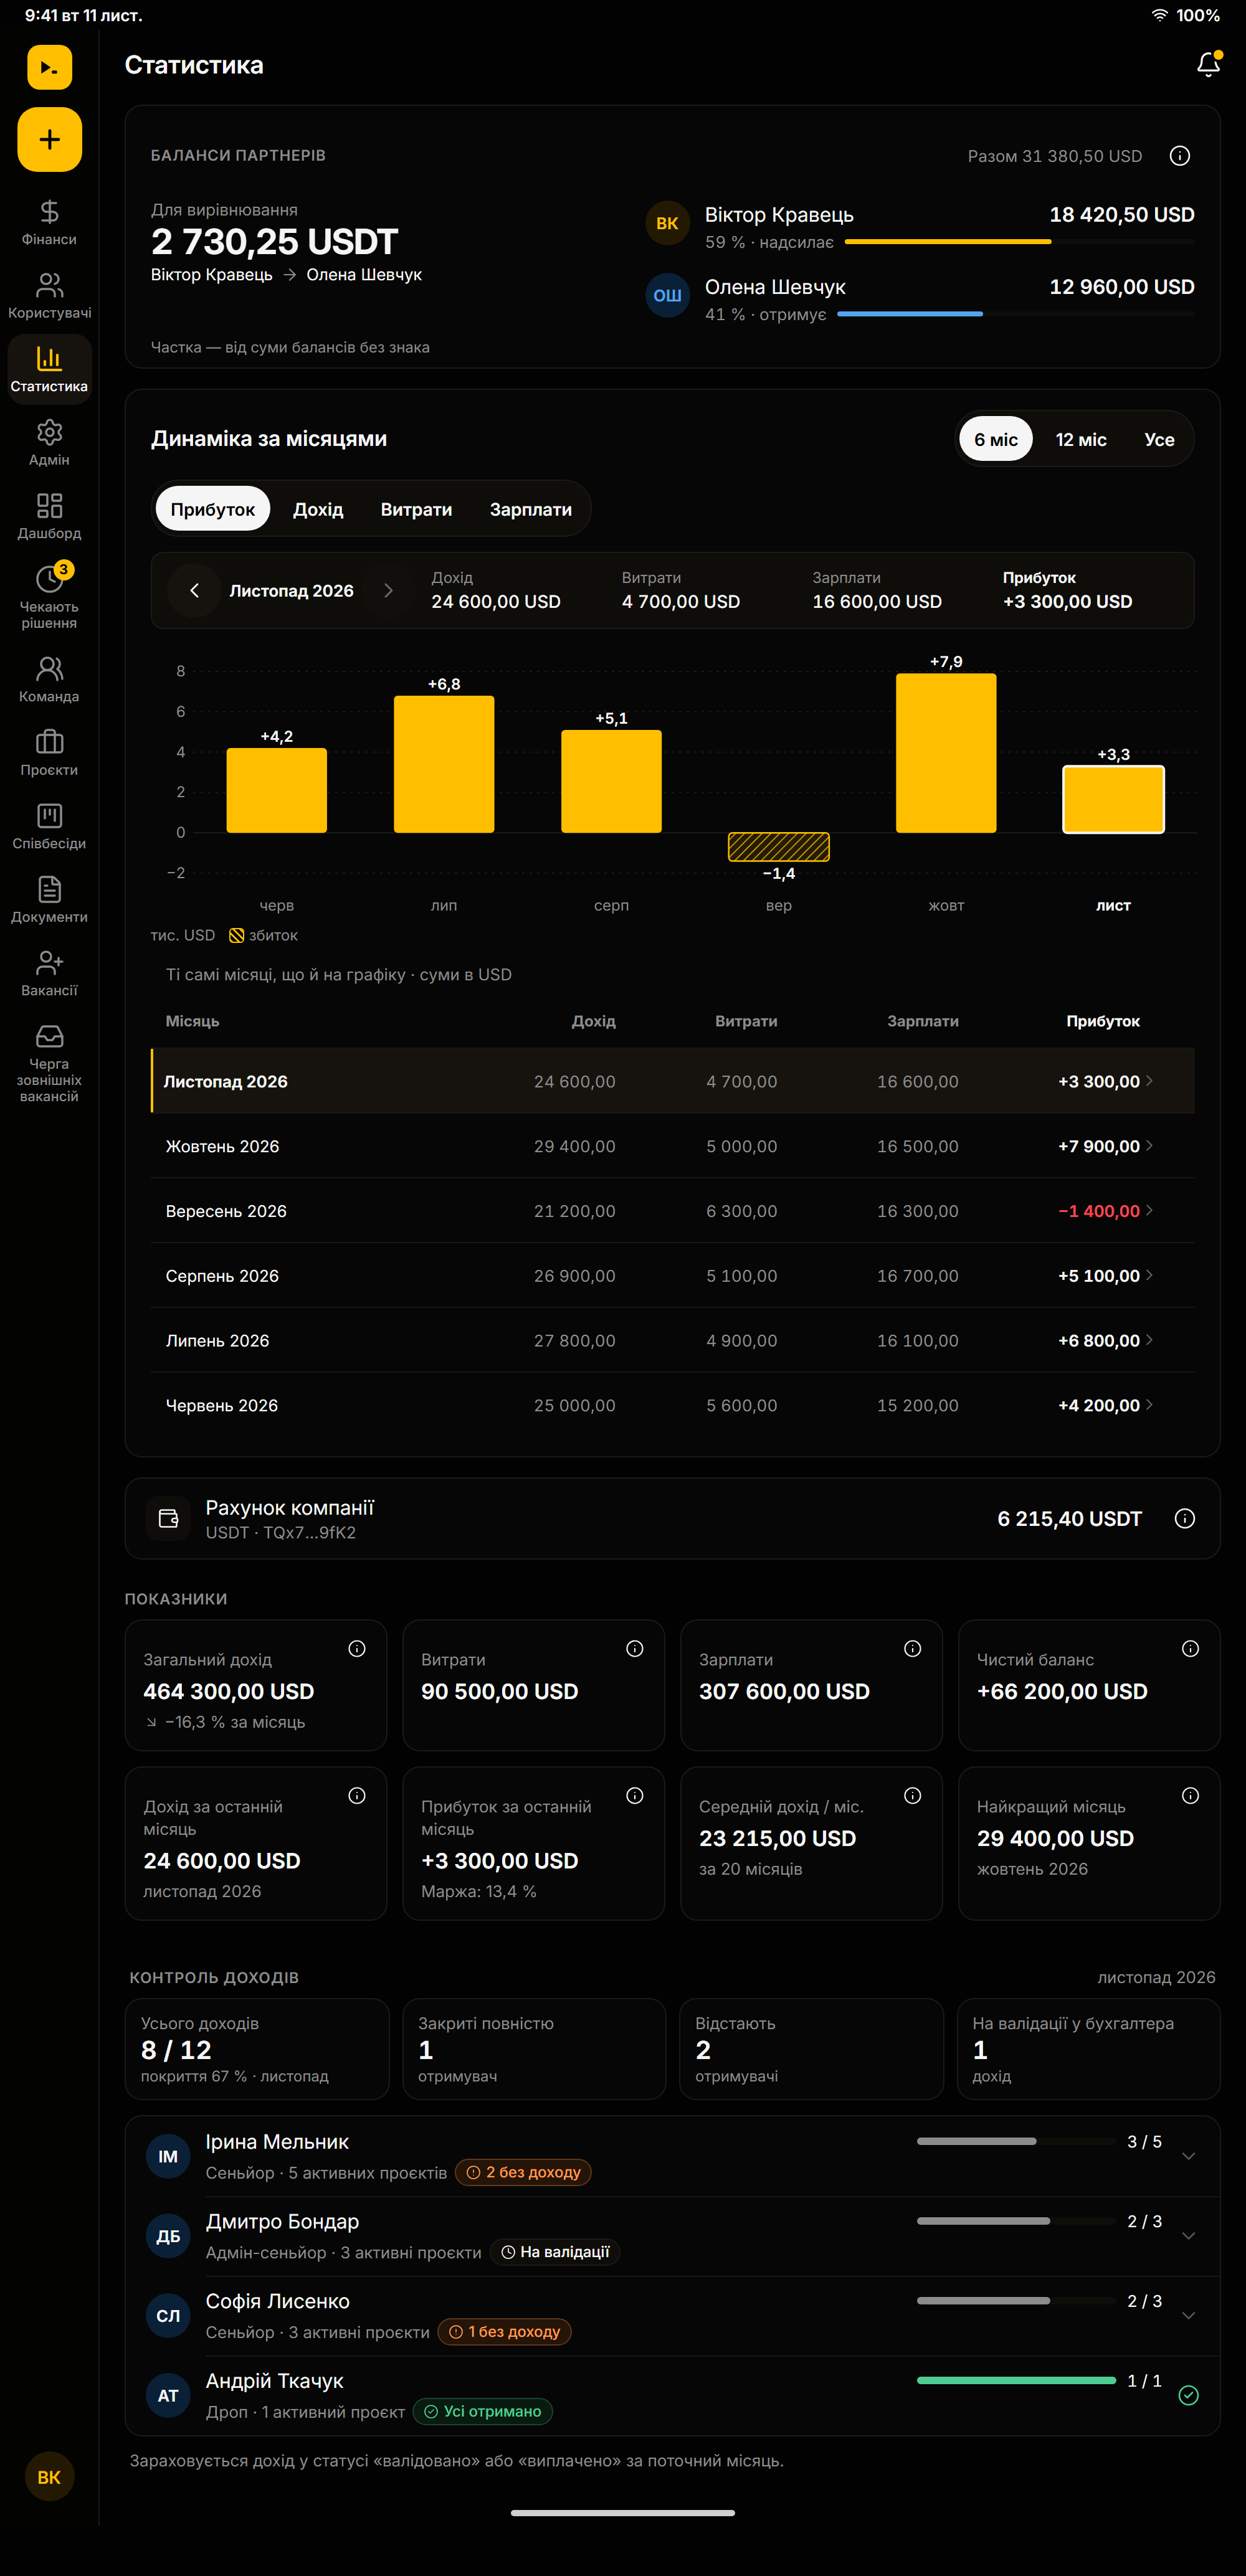 9:41 вт 11 лист.
100%
Статистика
Фінанси
Користувачі
Статистика
Адмін
Дашборд
3
Чекають
рішення
Команда
Проєкти
Співбесіди
Документи
Вакансії
Черга
зовнішніх
вакансій
ВК
БАЛАНСИ ПАРТНЕРІВ
Разом 31 380,50 USD
Для вирівнювання
2 730,25 USDT
Віктор Кравець → Олена Шевчук
ВК
Віктор Кравець
18 420,50 USD
59 % · надсилає
ОШ
Олена Шевчук
12 960,00 USD
41 % · отримує
Частка — від суми балансів без знака
Динаміка за місяцями
6 міс 12 міс Усе
Прибуток Дохід Витрати Зарплати
Листопад 2026
Дохід
24 600,00 USD
Витрати
4 700,00 USD
Зарплати
16 600,00 USD
Прибуток
+3 300,00 USD
8
6
4
2
0
−2
+4,2
+6,8
+5,1
−1,4
+7,9
+3,3
черв лип серп вер жовт лист
тис. USD збиток
Ті самі місяці, що й на графіку · суми в USD
Місяць Дохід Витрати Зарплати Прибуток
Листопад 2026 24 600,00 4 700,00 16 600,00 +3 300,00
Жовтень 2026 29 400,00 5 000,00 16 500,00 +7 900,00
Вересень 2026 21 200,00 6 300,00 16 300,00 −1 400,00
Серпень 2026 26 900,00 5 100,00 16 700,00 +5 100,00
Липень 2026 27 800,00 4 900,00 16 100,00 +6 800,00
Червень 2026 25 000,00 5 600,00 15 200,00 +4 200,00
Рахунок компанії
USDT · TQx7…9fK2
6 215,40 USDT
ПОКАЗНИКИ
Загальний дохід
464 300,00 USD
−16,3 % за місяць
Витрати
90 500,00 USD
Зарплати
307 600,00 USD
Чистий баланс
+66 200,00 USD
Дохід за останній
місяць
24 600,00 USD
листопад 2026
Прибуток за останній
місяць
+3 300,00 USD
Маржа: 13,4 %
Середній дохід / міс.
23 215,00 USD
за 20 місяців
Найкращий місяць
29 400,00 USD
жовтень 2026
КОНТРОЛЬ ДОХОДІВ
листопад 2026
Усього доходів
8 / 12
покриття 67 % · листопад
Закриті повністю
1
отримувач
Відстають
2
отримувачі
На валідації у бухгалтера
1
дохід
ІМ
Ірина Мельник
3 / 5
Сеньйор · 5 активних проєктів 2 без доходу
ДБ
Дмитро Бондар
2 / 3
Адмін-сеньйор · 3 активні проєкти На валідації
СЛ
Софія Лисенко
2 / 3
Сеньйор · 3 активні проєкти 1 без доходу
АТ
Андрій Ткачук
1 / 1
Дроп · 1 активний проєкт Усі отримано
Зараховується дохід у статусі «валідовано» або «виплачено» за поточний місяць.